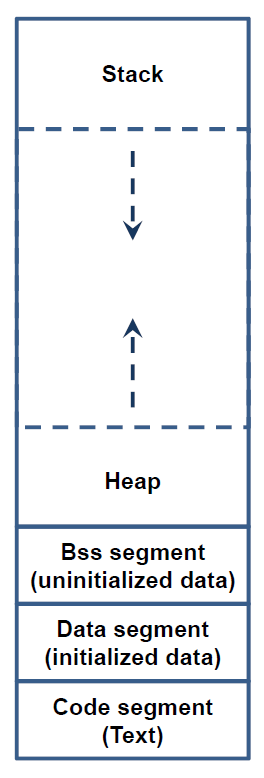 Stack
Heap
Bss segment
(uninitialized data)
Data segment
(initialized data)
Code segment
(Text)